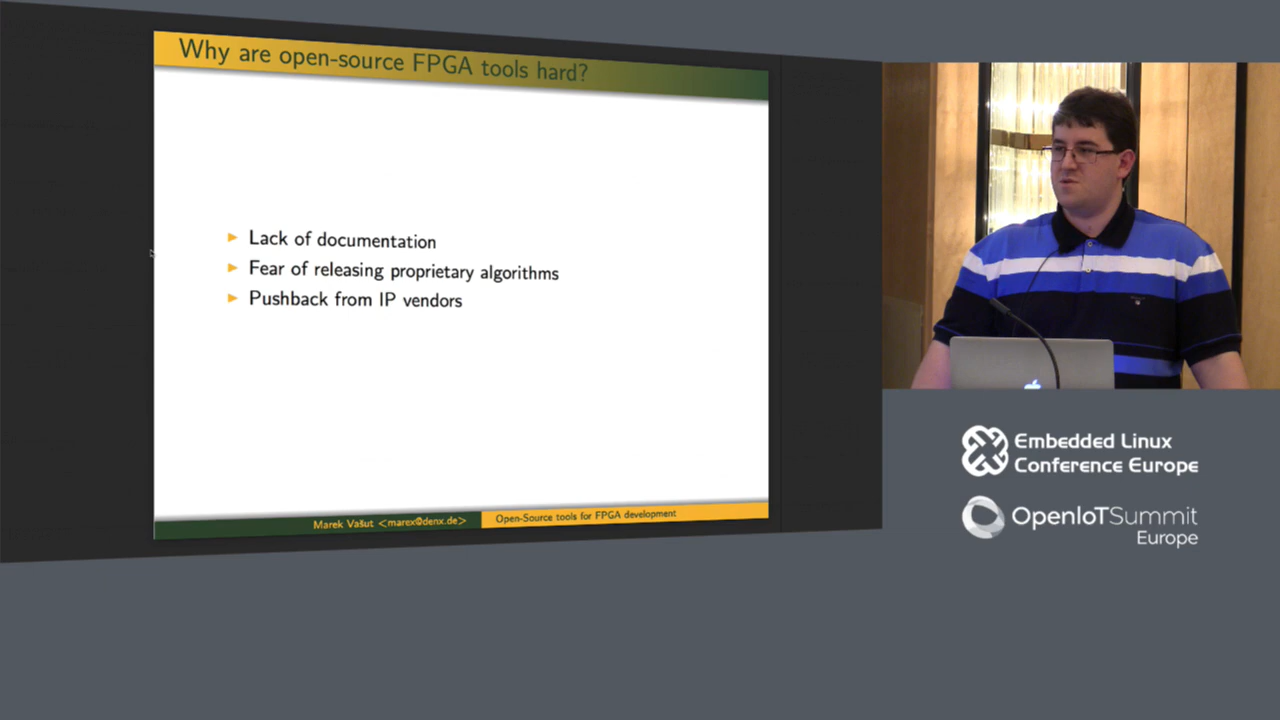 Why are open-source FPGA tools hard?
Lack of documentation
Fear of releasing proprietary algorithms
Pushback from IP vendors
Marek Vašut <marex@denx.de>
Open-Source tools for FPGA development
Embedded Linux
Conference Europe
OpenIoTSummit
Europe